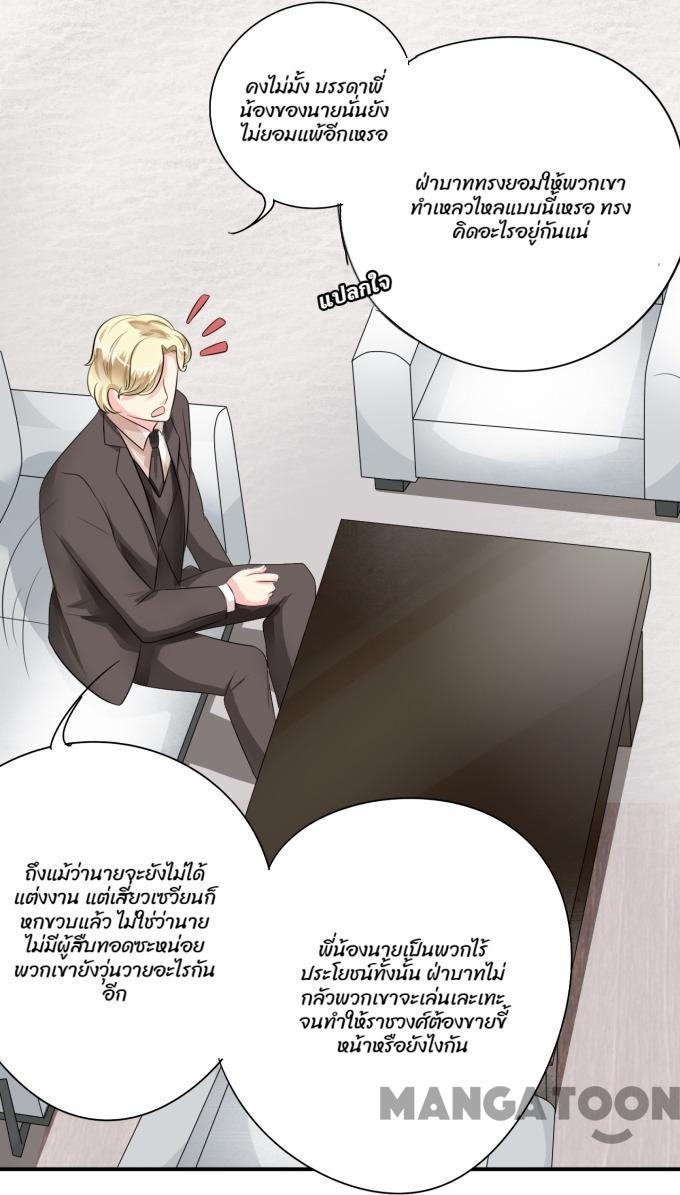 คงไม่มั้ง บรรดาพี่
น้องของนายนั่นยัง
ไม่ยอมแพ้อีกเหรอ
ฝ่าบาททรงยอมให้พวกเขา
ทำเหลวไหลแบบนี้เหรอ ทรง
คิดอะไรอยู่กันแน่
แปลกใจ
ถึงแม้ว่านายจะยังไม่ได้
แต่งงาน แต่เสี่ยวเซวียนก็
หกขวบแล้ว ไม่ใช่ว่านาย
ไม่มีผู้สืบทอดซะหน่อย
พวกเขายังวุ่นวายอะไรกัน
อีก
พี่น้องนายเป็นพวกไร้
ประโยชน์ทั้งนั้น ฝ่าบาทไม่
กลัวพวกเขาจะเล่นเละเทะ
จนทำให้ราชวงศ์ต้องขายขี้
หน้าหรือยังไงกัน
MANGATOON